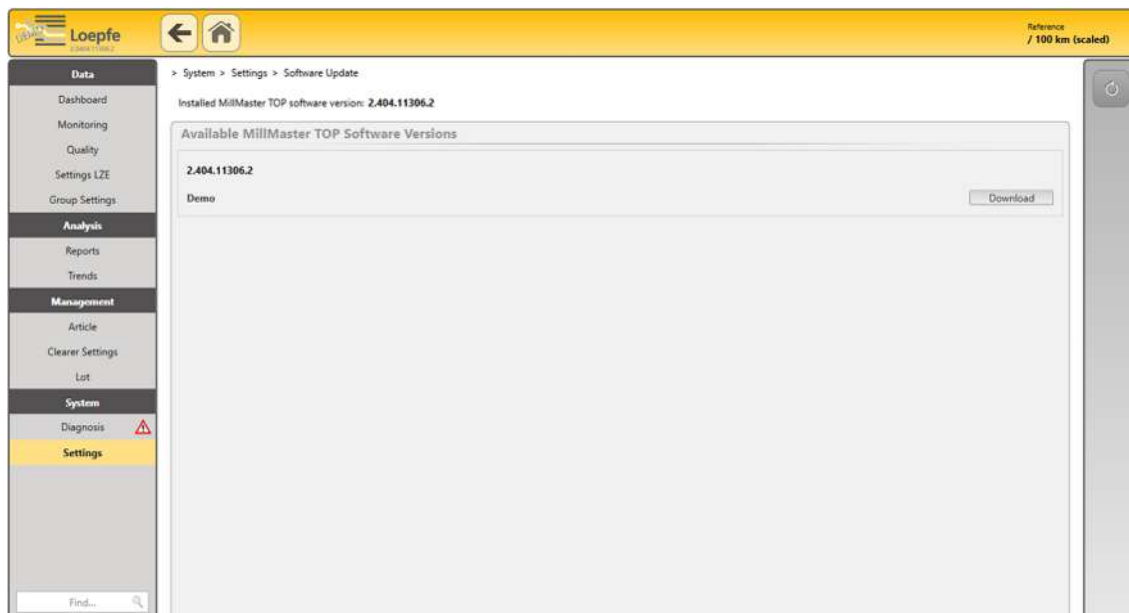 Loepfe
Reference
/ 100 km (scaled)
Data
Dashboard
Monitoring
Quality
Settings LZE
Group Settings
Analysis
Reports
Trends
Management
Article
Clearer Settings
Lot
System
Diagnosis
Settings
Find...
> System > Settings > Software Update
Installed MillMaster TOP software version: 2.404.11306.2
Available MillMaster TOP Software Versions
2.404.11306.2
Demo
Download